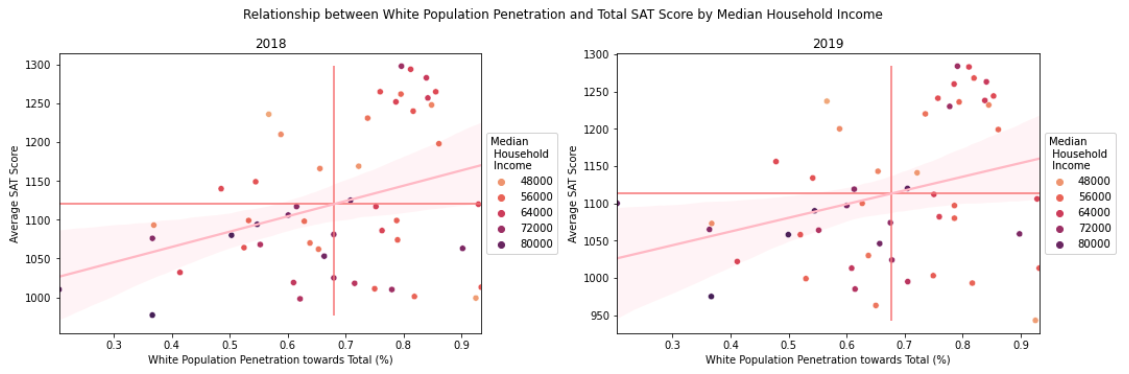 Relationship between White Population Penetration and Total SAT Score by Median Household Income
2018
1300
1250
1200
1150
1100
1050
1000
Average SAT Score
0.3 0.4 0.5 0.6 0.7 0.8 0.9
White Population Penetration towards Total (%)
Median
Household
Income
48000
56000
64000
72000
80000
2019
1300
1250
1200
1150
1100
1050
1000
950
Average SAT Score
0.3 0.4 0.5 0.6 0.7 0.8 0.9
White Population Penetration towards Total (%)
Median
Household
Income
48000
56000
64000
72000
80000